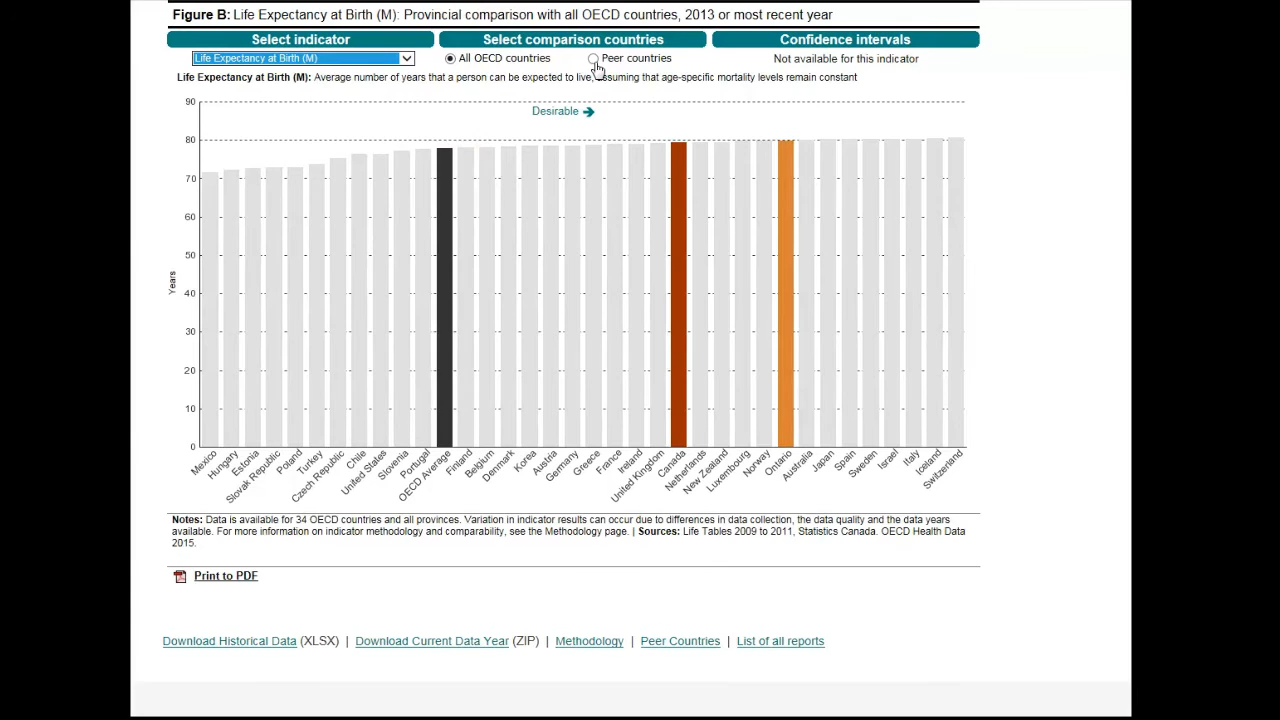 Figure B: Life Expectancy at Birth (M): Provincial comparison with all OECD countries, 2013 or most recent year
Select indicator
Select comparison countries
Confidence intervals
Life Expectancy at Birth (M)
All OECD countries
Peer countries
Not available for this indicator
Life Expectancy at Birth (M): Average number of years that a person can be expected to live, assuming that age-specific mortality levels remain constant
Desirable
90
80
70
60
50
40
30
20
10
0
Years
Mexico
Hungary
Estonia
Slovak Republic
Poland
Turkey
Czech Republic
Chile
United States
Slovenia
Portugal
OECD Average
Finland
Belgium
Denmark
Korea
Austria
Germany
Greece
France
Ireland
United Kingdom
Canada
Netherlands
New Zealand
Luxembourg
Norway
Ontario
Australia
Japan
Spain
Sweden
Israel
Italy
Iceland
Switzerland
Notes: Data is available for 34 OECD countries and all provinces. Variation in indicator results can occur due to differences in data collection, the data quality and the data years
available. For more information on indicator methodology and comparability, see the Methodology page. | Sources: Life Tables 2009 to 2011, Statistics Canada. OECD Health Data
2015.
Print to PDF
Download Historical Data (XLSX) | Download Current Data Year (ZIP) | Methodology | Peer Countries | List of all reports